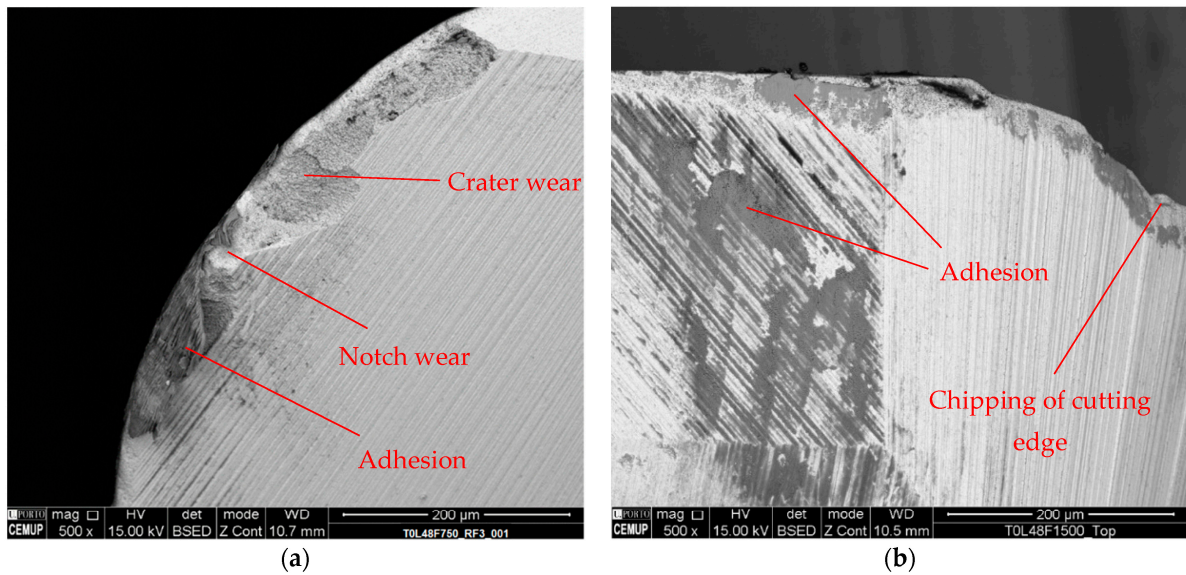 Crater wear
Notch wear
Adhesion
U.PORTO
CEMUP
mag
500 x
HV
15.00 kV
det
BSED
mode
Z Cont
WD
10.7 mm
200 µm
T0L48F750_RF3_001
(a)
Adhesion
Chipping of cutting
edge
U.PORTO
CEMUP
mag
500 x
HV
15.00 kV
det
BSED
mode
Z Cont
WD
10.5 mm
200 µm
T0L48F1500_Top
(b)